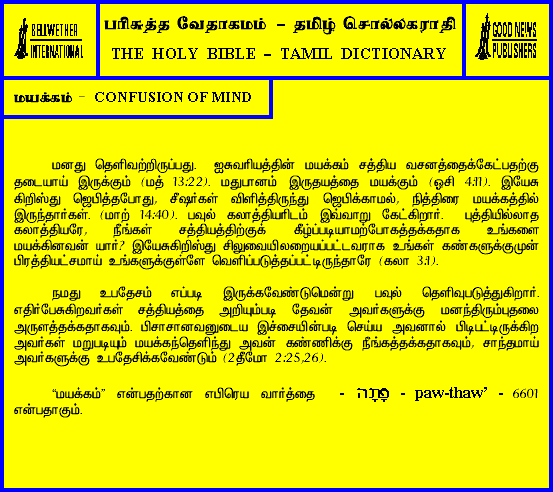 BELLWETHER
INTERNATIONAL
பரிசுத்த வேதாகமம் – தமிழ் சொல்லகராதி
THE HOLY BIBLE – TAMIL DICTIONARY
GOOD NEWS
PUBLISHERS
மயக்கம் - CONFUSION OF MIND
மனது தெளிவற்றிருப்பது. ஐசுவரியத்தின் மயக்கம் சத்திய வசனத்தைக்கேட்பதற்கு
தடையாய் இருக்கும் (மத் 13:22). மதுபானம் இருதயத்தை மயக்கும் (ஓசி 4:11). இயேசு
கிறிஸ்து ஜெபித்தபோது, சீஷர்கள் விளித்திருந்து ஜெபிக்காமல், நித்திரை மயக்கத்தில்
இருந்தார்கள். (மாற் 14:40). பவுல் கலாத்தியரிடம் இவ்வாறு கேட்கிறார். புத்தியில்லாத
கலாத்தியரே, நீங்கள் சத்தியத்திற்குக் கீழ்ப்படியாமற்போகத்தக்கதாக உங்களை
மயக்கினவன் யார்? இயேசுகிறிஸ்து சிலுவையிலறையப்பட்டவராக உங்கள் கண்களுக்குமுன்
பிரத்தியட்சமாய் உங்களுக்குள்ளே வெளிப்படுத்தப்பட்டிருந்தாரே (கலா 3:1).
நமது உபதேசம் எப்படி இருக்கவேண்டுமென்று பவுல் தெளிவுபடுத்துகிறார்.
எதிர்பேசுகிறவர்கள் சத்தியத்தை அறியும்படி தேவன் அவர்களுக்கு மனந்திரும்புதலை
அருளத்தக்கதாகவும். பிசாசானவனுடைய இச்சையின்படி செய்ய அவனால் பிடிபட்டிருக்கிற
அவர்கள் மறுபடியும் மயக்கந்தெளிந்து அவன் கண்ணிக்கு நீங்கத்தக்கதாகவும், சாந்தமாய்
அவர்களுக்கு உபதேசிக்கவேண்டும் (2தீமோ 2:25,26).
“மயக்கம்” என்பதற்கான எபிரெய வார்த்தை - פָּתָה - paw-thaw’ - 6601
என்பதாகும்.